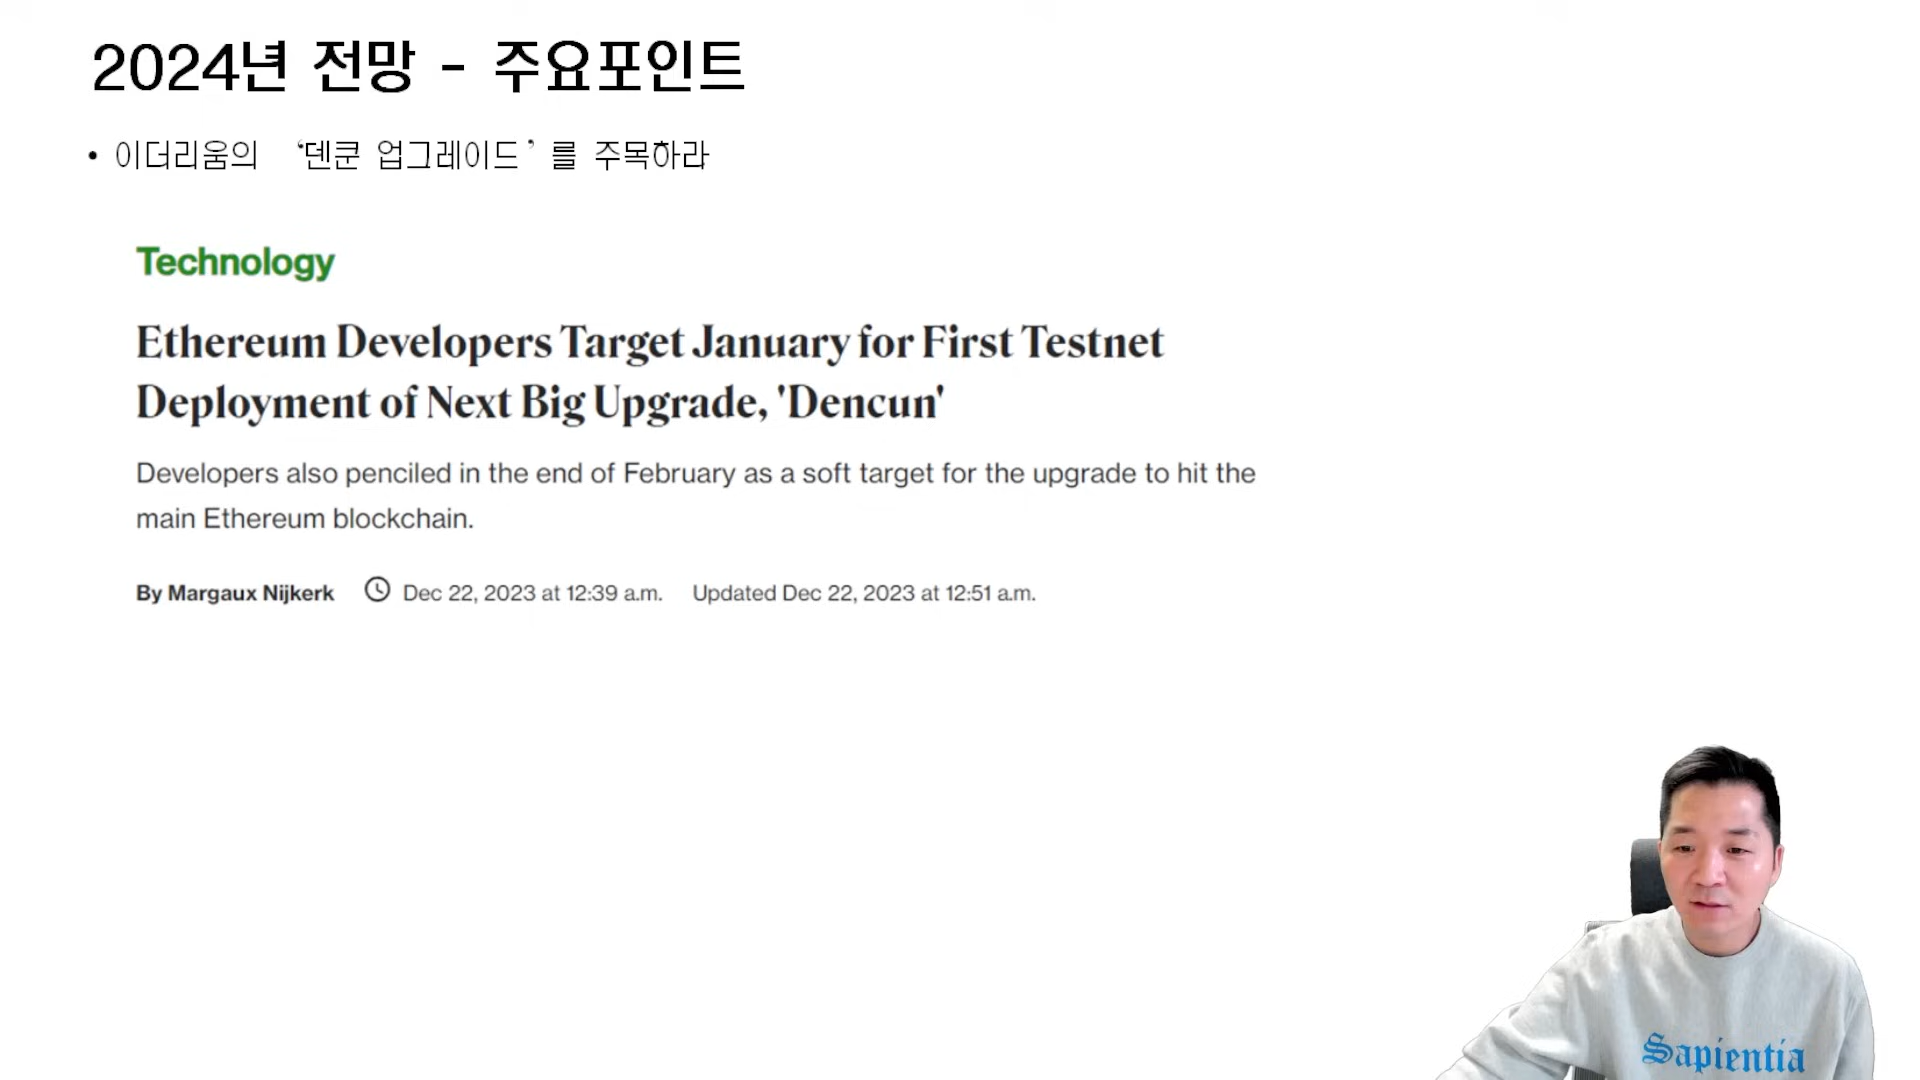 2024년 전망 - 주요포인트
• 이더리움의 ‘덴쿤 업그레이드’를 주목하라
Technology
Ethereum Developers Target January for First Testnet
Deployment of Next Big Upgrade, 'Dencun'
Developers also penciled in the end of February as a soft target for the upgrade to hit the
main Ethereum blockchain.
By Margaux Nijkerk Dec 22, 2023 at 12:39 a.m. Updated Dec 22, 2023 at 12:51 a.m.
Sapientia